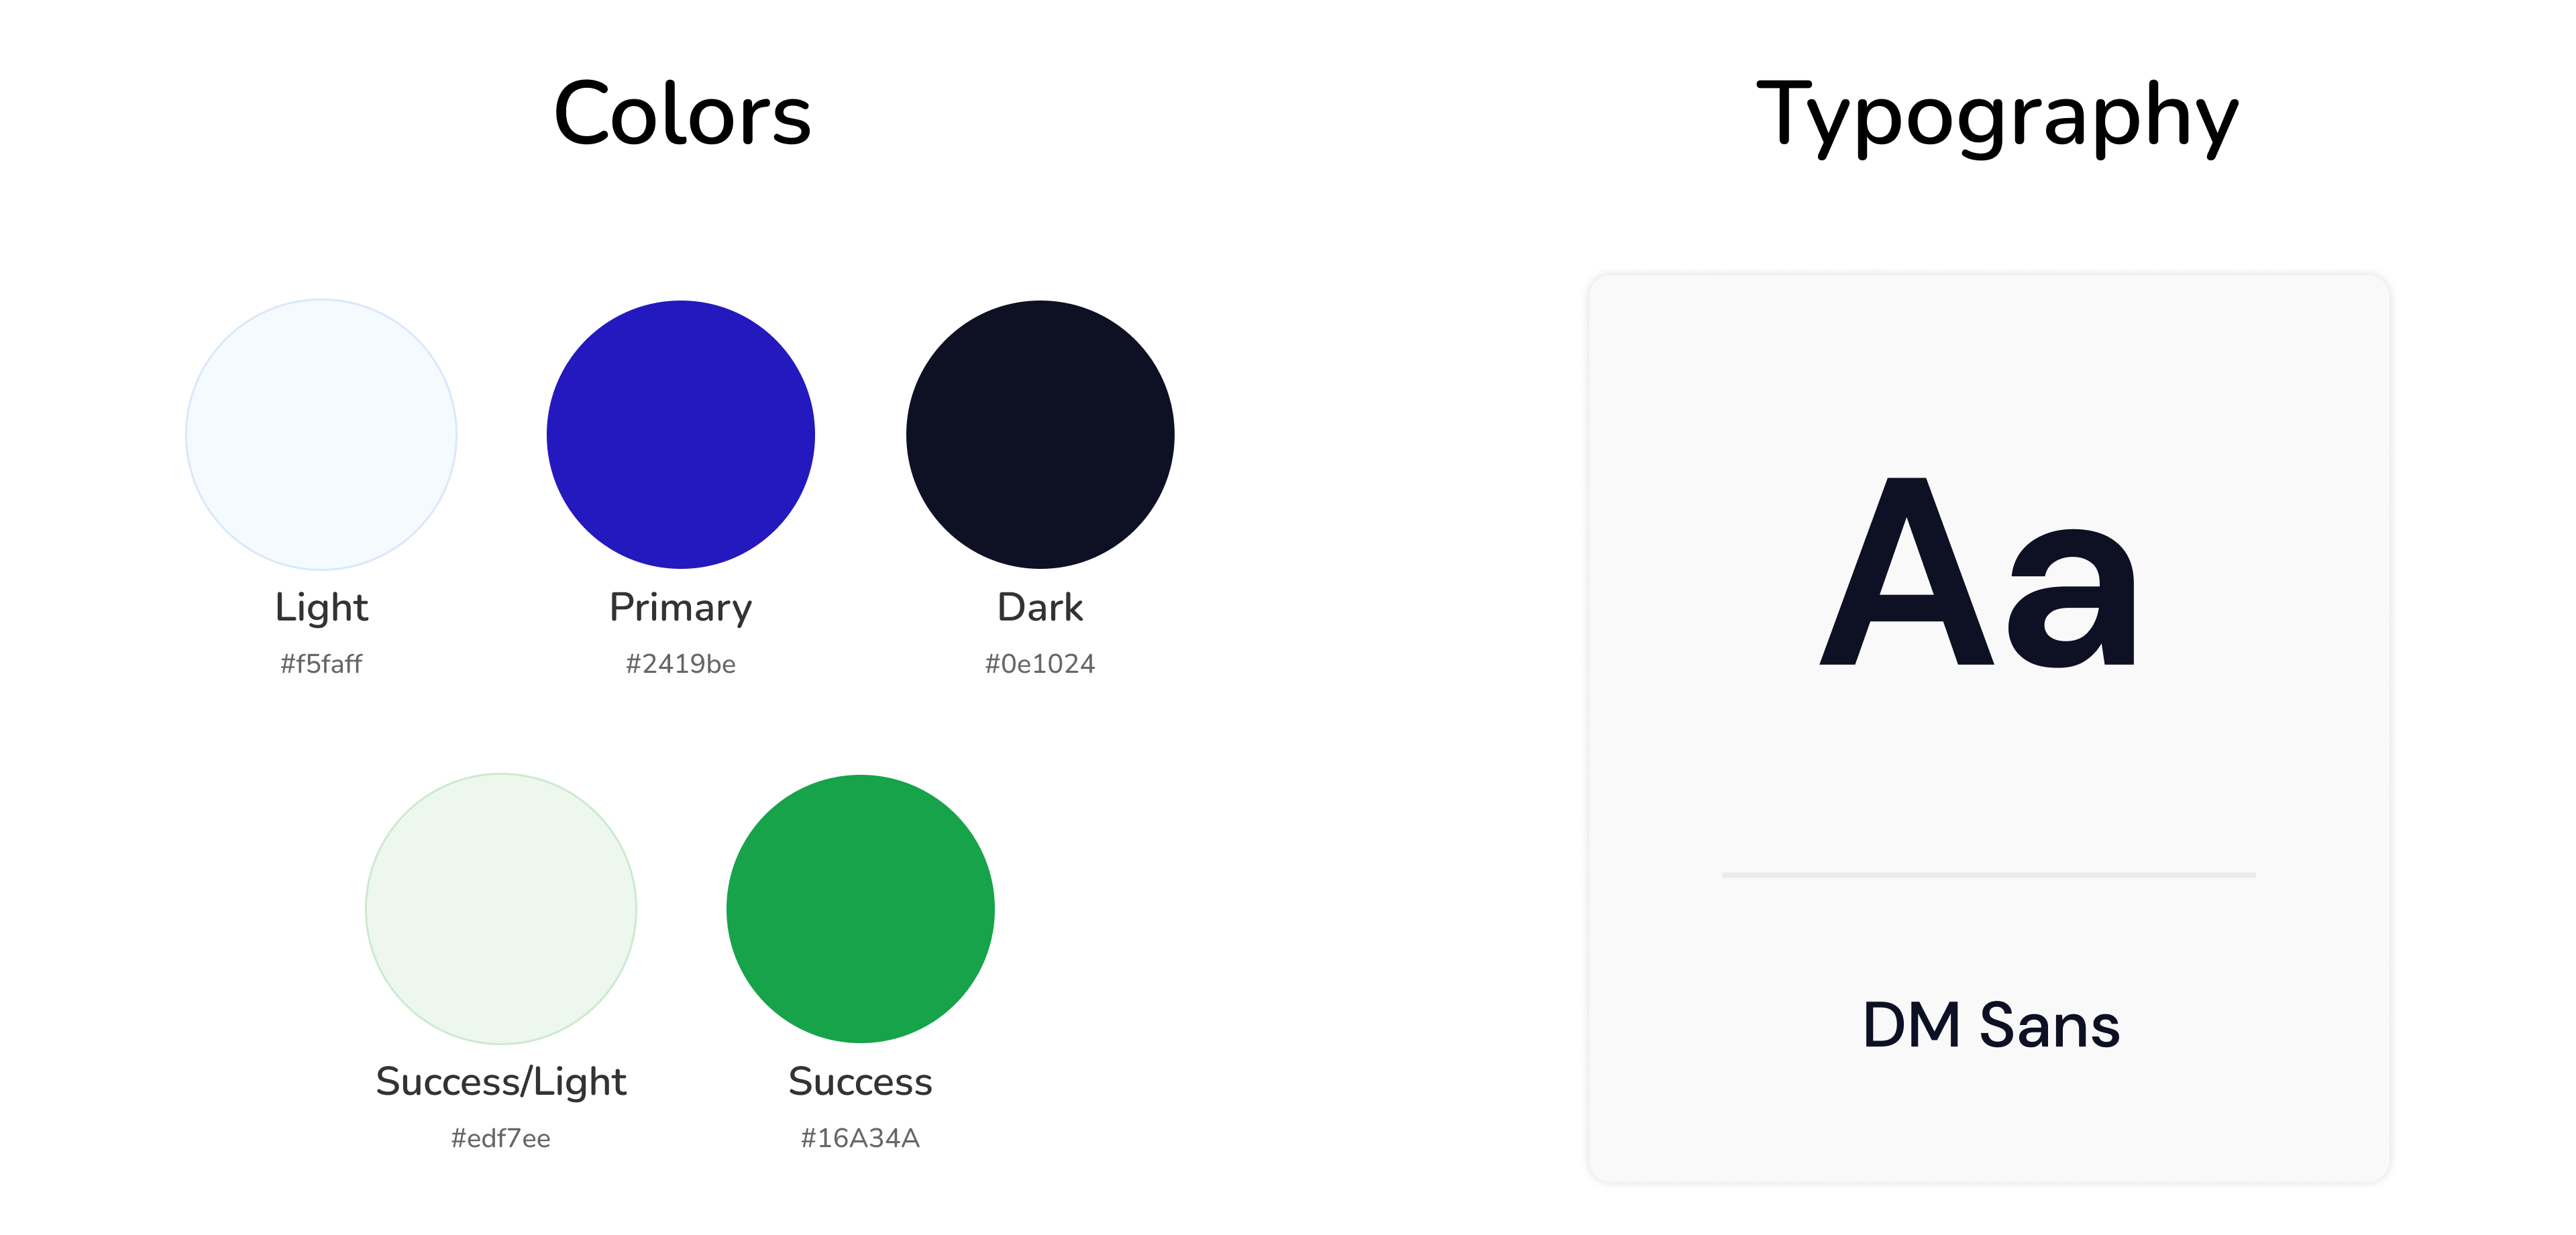 Colors
Light
#f5faff
Primary
#2419be
Dark
#0e1024
Success/Light
#edf7ee
Success
#16A34A
Typography
Aa
DM Sans